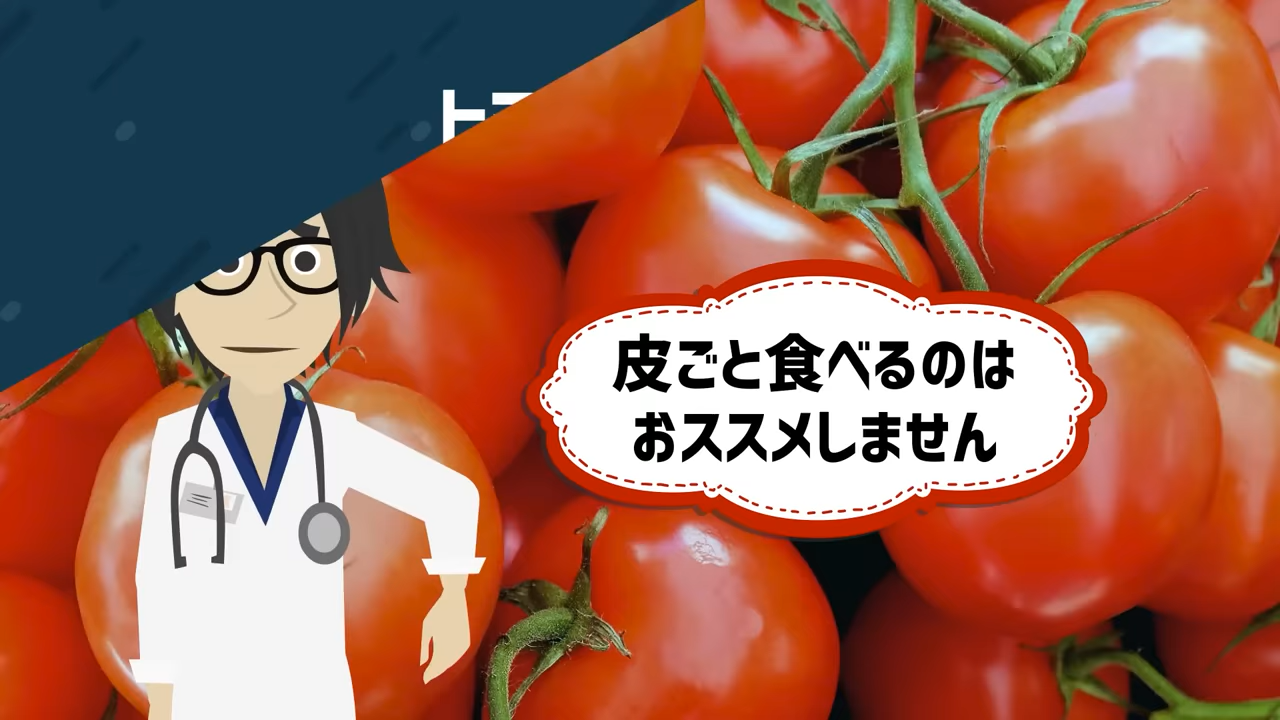 皮ごと食べるのは
おススメしません